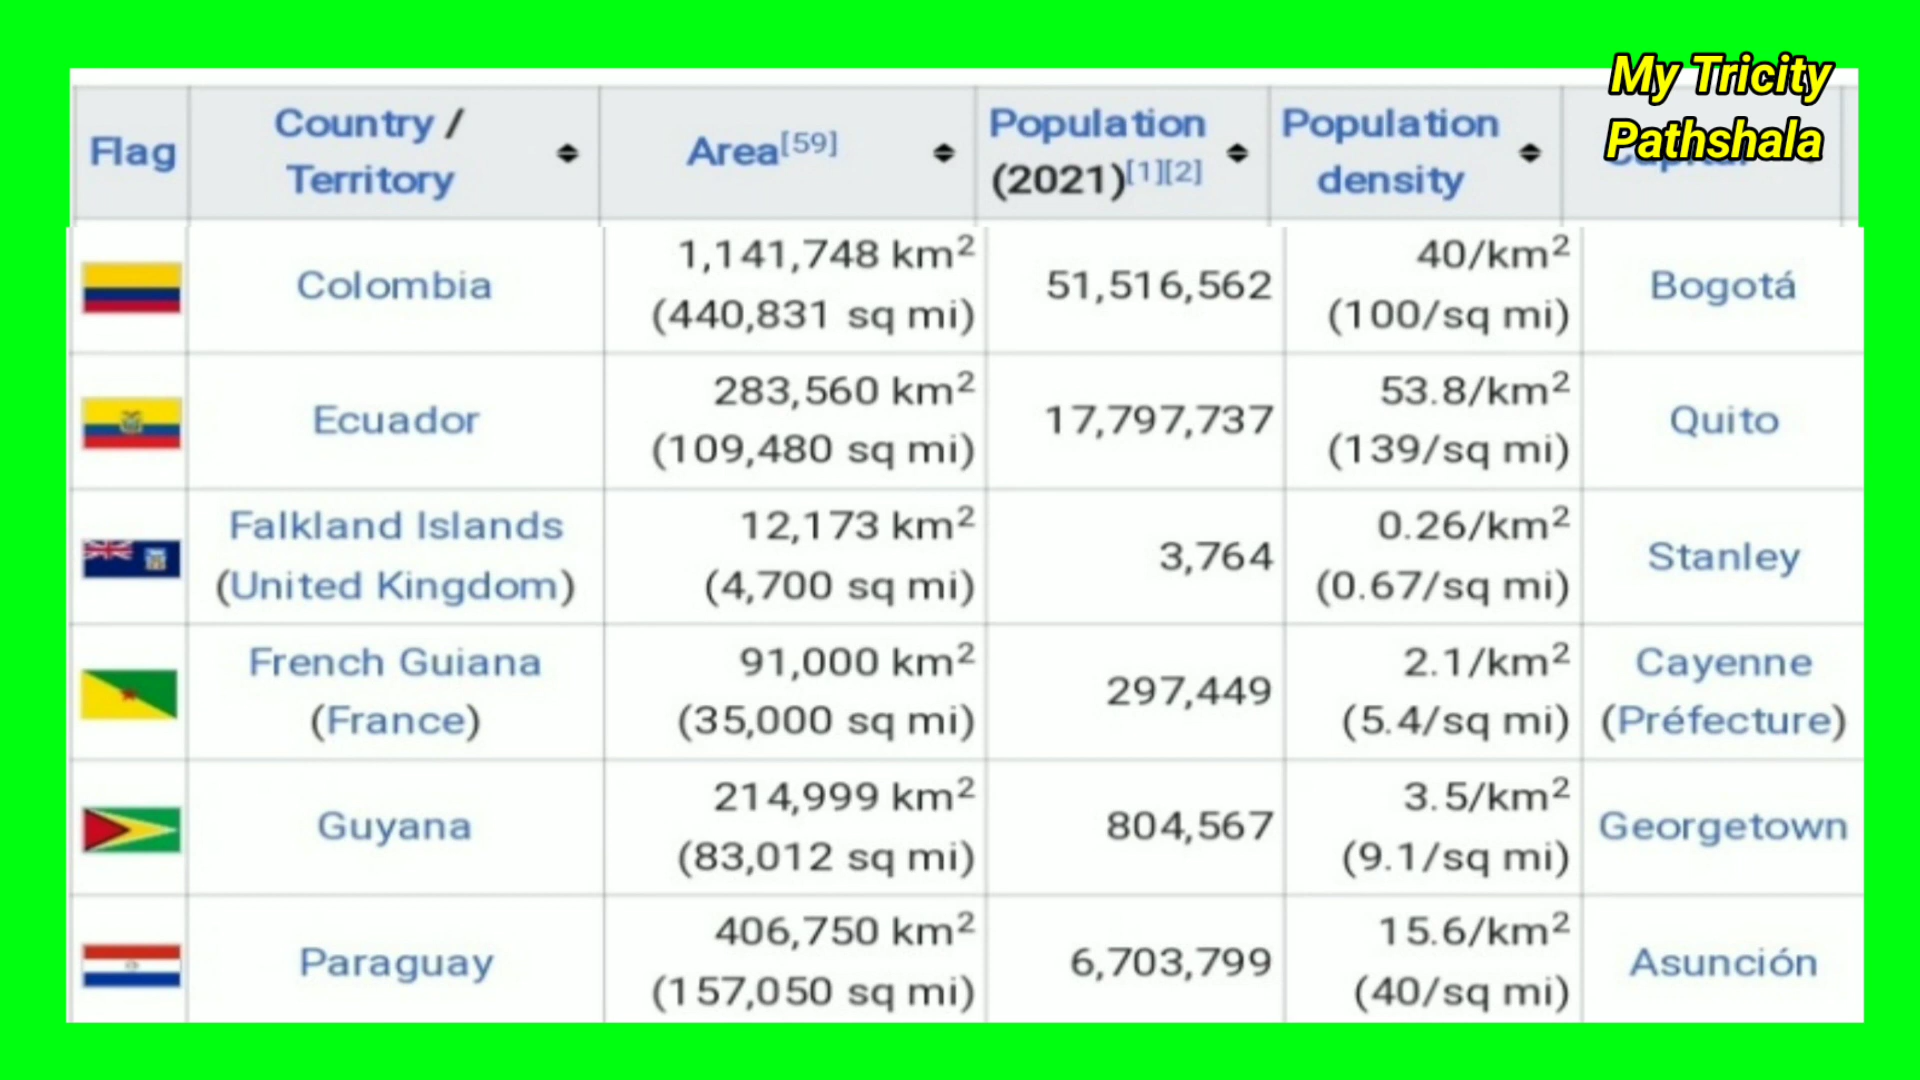 My Tricity
Pathshala
Flag
Country /
Territory
Area[59]
Population
(2021)[1][2]
Population
density
Capital
Colombia
1,141,748 km²
(440,831 sq mi)
51,516,562
40/km²
(100/sq mi)
Bogotá
Ecuador
283,560 km²
(109,480 sq mi)
17,797,737
53.8/km²
(139/sq mi)
Quito
Falkland Islands
(United Kingdom)
12,173 km²
(4,700 sq mi)
3,764
0.26/km²
(0.67/sq mi)
Stanley
French Guiana
(France)
91,000 km²
(35,000 sq mi)
297,449
2.1/km²
(5.4/sq mi)
Cayenne
(Préfecture)
Guyana
214,999 km²
(83,012 sq mi)
804,567
3.5/km²
(9.1/sq mi)
Georgetown
Paraguay
406,750 km²
(157,050 sq mi)
6,703,799
15.6/km²
(40/sq mi)
Asunción